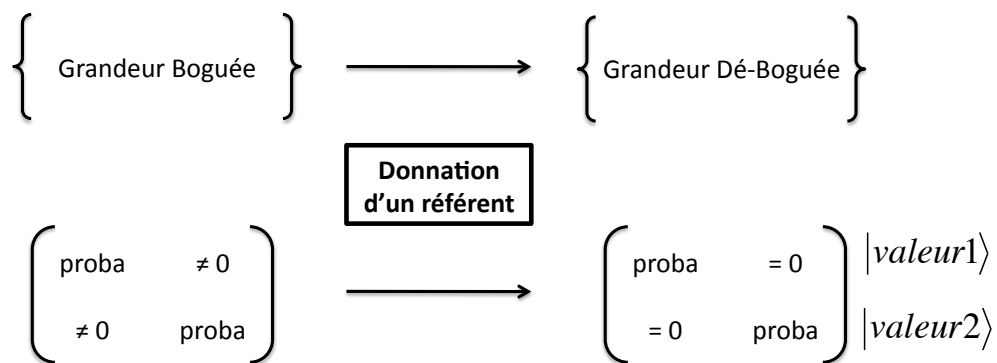 Grandeur Boguée
Grandeur Dé-Boguée
Donnation
d'un référent
proba ≠ 0
≠ 0 proba
proba = 0
= 0 proba
|valeur1⟩
|valeur2⟩